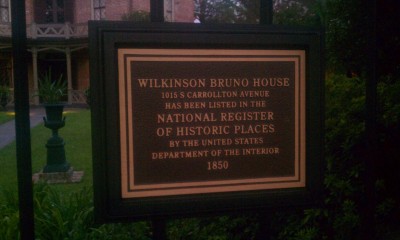 WILKINSON BRUNO HOUSE
1015 S CARROLLTON AVENUE
HAS BEEN LISTED IN THE
NATIONAL REGISTER
OF HISTORIC PLACES
BY THE UNITED STATES
DEPARTMENT OF THE INTERIOR
1850